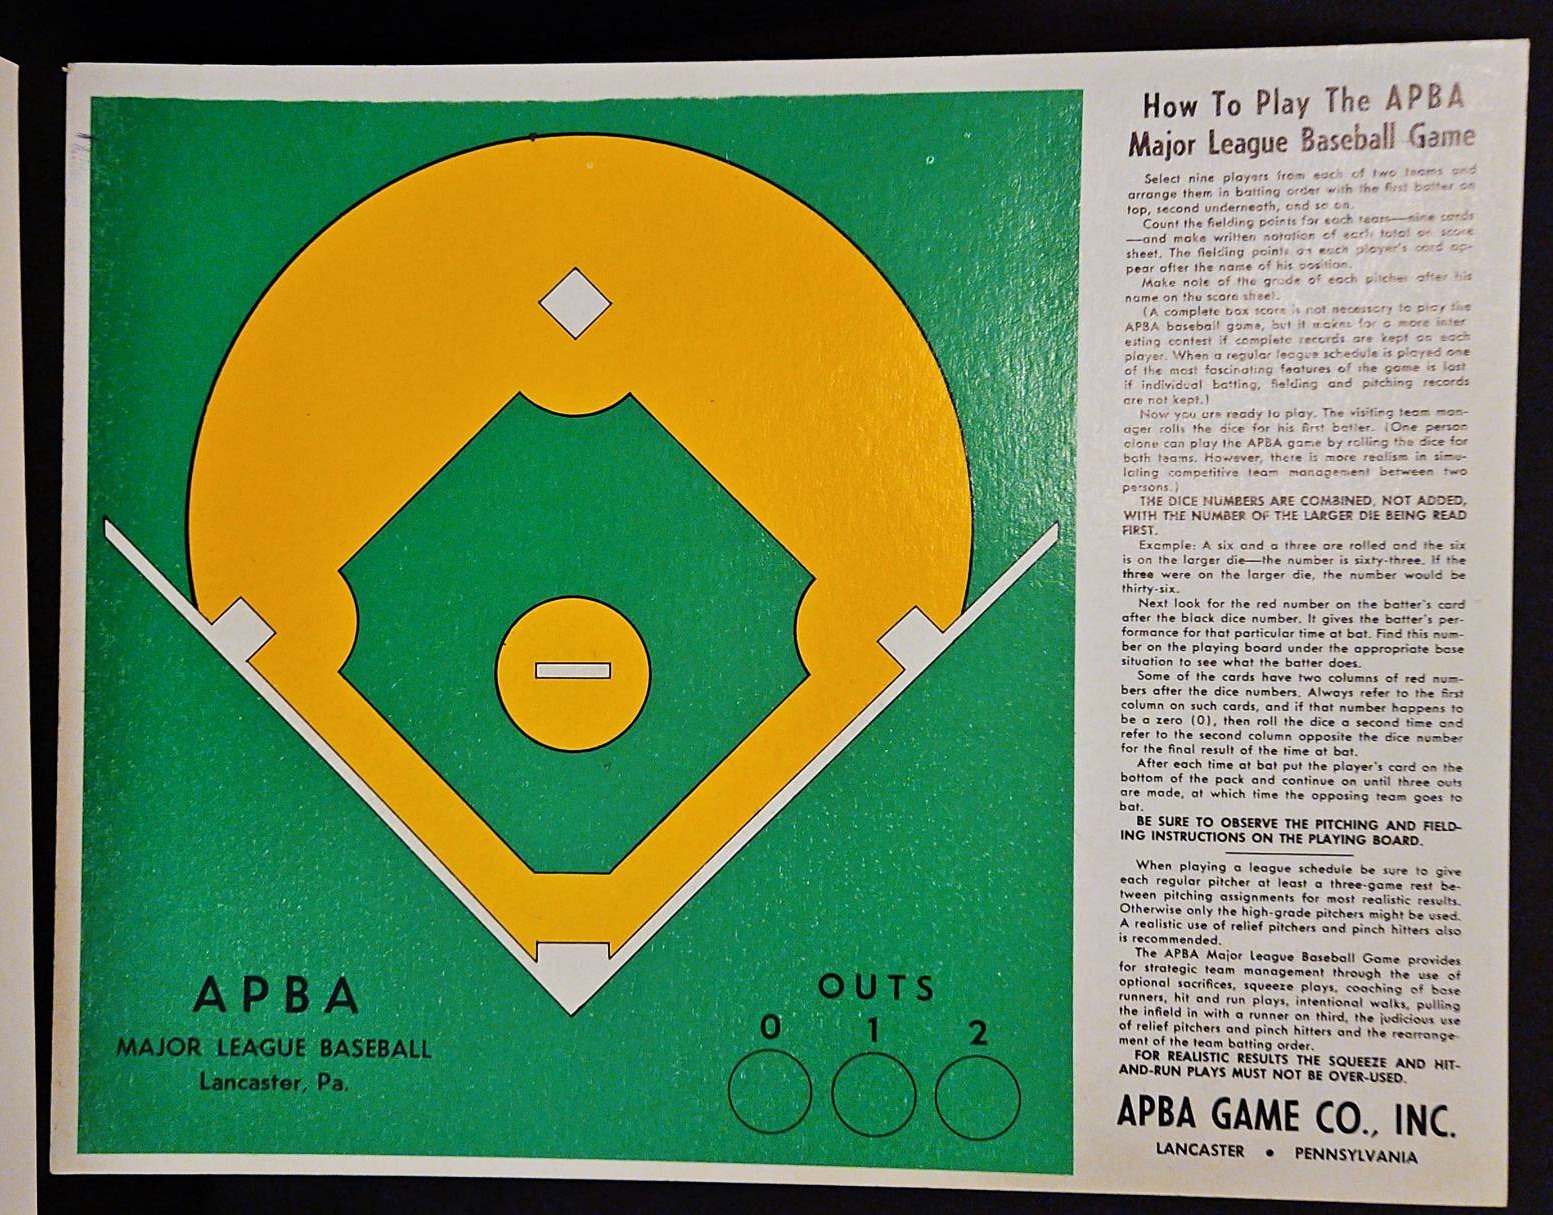 How To Play The APBA
Major League Baseball Game
Select nine players from each of two teams and
arrange them in batting order with the first batter on
top, second underneath, and so on.
Count the fielding points for each team—nine cards
—and make written notation of each total on score
sheet. The fielding points on each player's card ap-
pear after the name of his position.
Make note of the grade of each pitcher after his
name on the score sheet.
(A complete box score is not necessary to play the
APBA baseball game, but it makes for a more inter
esting contest if complete records are kept on each
player. When a regular league schedule is played one
of the most fascinating features of the game is lost
if individual batting, fielding and pitching records
are not kept.)
Now you are ready to play. The visiting team man-
ager rolls the dice for his first batter. (One person
alone can play the APBA game by rolling the dice for
both teams. However, there is more realism in simu-
lating competitive team management between two
persons.)
THE DICE NUMBERS ARE COMBINED, NOT ADDED,
WITH THE NUMBER OF THE LARGER DIE BEING READ
FIRST.
Example: A six and a three are rolled and the six
is on the larger die—the number is sixty-three. If the
three were on the larger die, the number would be
thirty-six.
Next look for the red number on the batter's card
after the black dice number. It gives the batter's per-
formance for that particular time at bat. Find this num-
ber on the playing board under the appropriate base
situation to see what the batter does.
Some of the cards have two columns of red num-
bers after the dice numbers. Always refer to the first
column on such cards, and if that number happens to
be a zero (0), then roll the dice a second time and
refer to the second column opposite the dice number
for the final result of the time at bat.
After each time at bat put the player's card on the
bottom of the pack and continue on until three outs
are made, at which time the opposing team goes to
bat.
BE SURE TO OBSERVE THE PITCHING AND FIELD-
ING INSTRUCTIONS ON THE PLAYING BOARD.
When playing a league schedule be sure to give
each regular pitcher at least a three-game rest be-
tween pitching assignments for most realistic results.
Otherwise only the high-grade pitchers might be used.
A realistic use of relief pitchers and pinch hitters also
is recommended.
The APBA Major League Baseball Game provides
for strategic team management through the use of
optional sacrifices, squeeze plays, coaching of base
runners, hit and run plays, intentional walks, pulling
the infield in with a runner on third, the judicious use
of relief pitchers and pinch hitters and the rearrange-
ment of the team batting order.
FOR REALISTIC RESULTS THE SQUEEZE AND HIT-
AND-RUN PLAYS MUST NOT BE OVER-USED.
APBA GAME CO., INC.
LANCASTER • PENNSYLVANIA
APBA
MAJOR LEAGUE BASEBALL
Lancaster, Pa.
OUTS
0 1 2